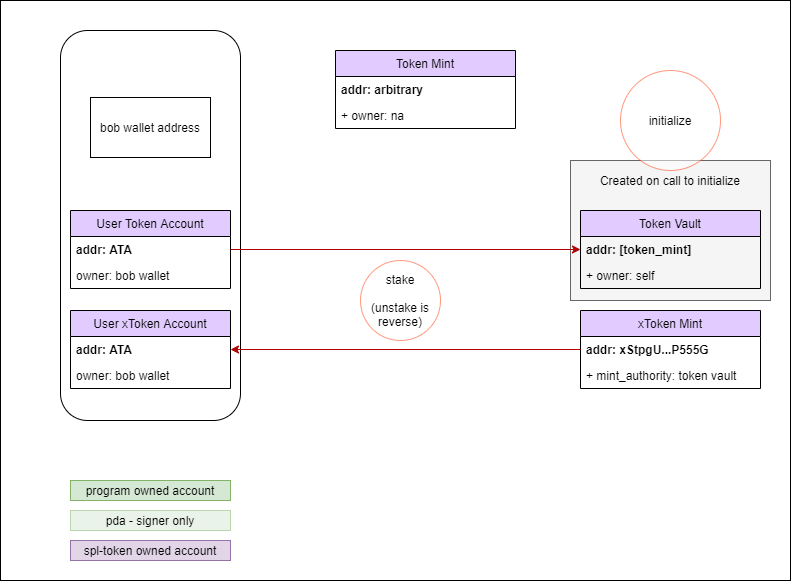 Token Mint
addr: arbitrary
+ owner: na
initialize
bob wallet address
Created on call to initialize
User Token Account
addr: ATA
owner: bob wallet
Token Vault
addr: [token_mint]
+ owner: self
stake
(unstake is
reverse)
User xToken Account
addr: ATA
owner: bob wallet
xToken Mint
addr: xStpgU...P555G
+ mint_authority: token vault
program owned account
pda - signer only
spl-token owned account